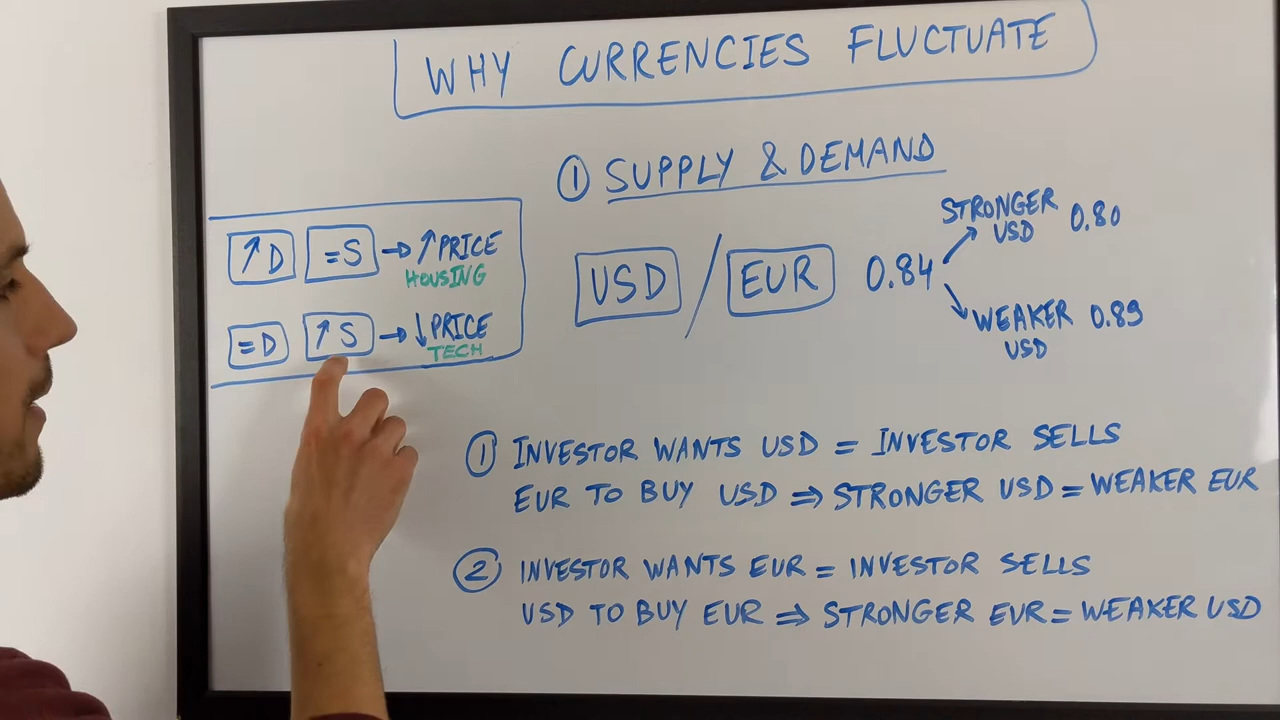 WHY CURRENCIES FLUCTUATE
① SUPPLY & DEMAND
↑D =S → ↑PRICE
HOUSING
=D ↑S → ↓PRICE
TECH
USD / EUR 0.84
STRONGER 0.80
USD
WEAKER 0.89
USD
① INVESTOR WANTS USD = INVESTOR SELLS
EUR TO BUY USD ⇒ STRONGER USD = WEAKER EUR
② INVESTOR WANTS EUR = INVESTOR SELLS
USD TO BUY EUR ⇒ STRONGER EUR = WEAKER USD